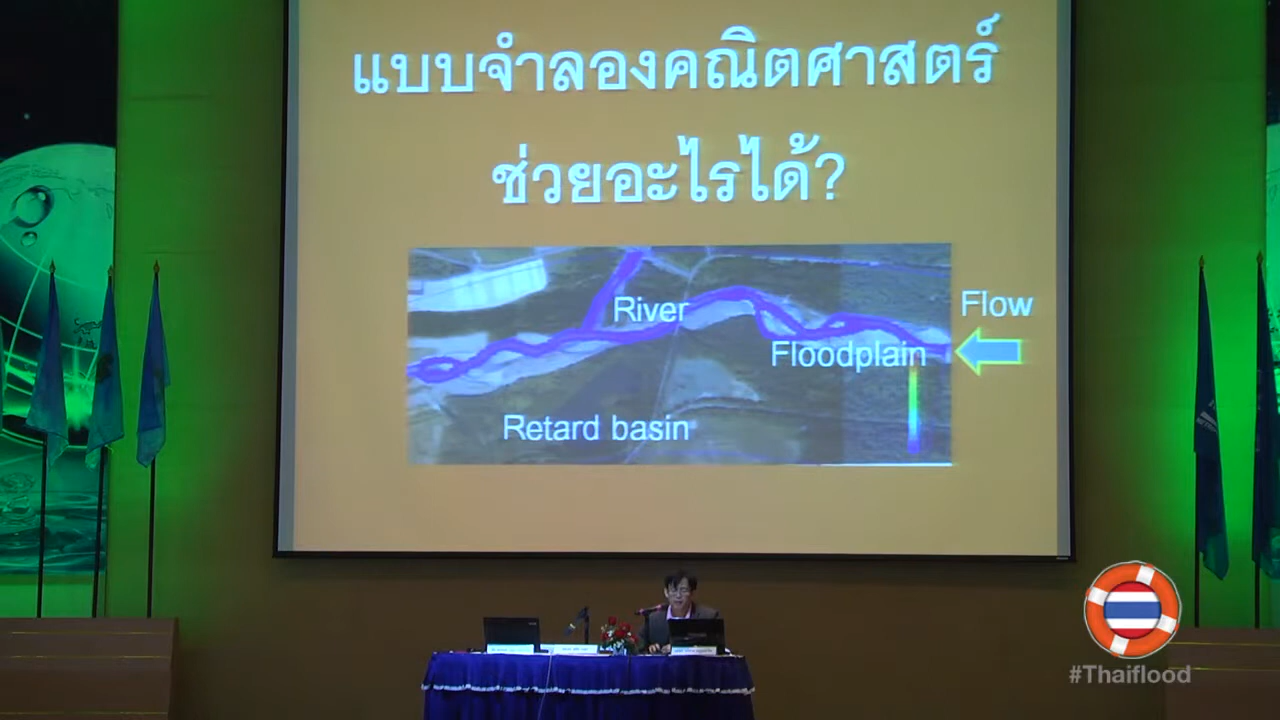 แบบจำลองคณิตศาสตร์
ช่วยอะไรได้?
River
Flow
Floodplain
Retard basin
#Thaiflood